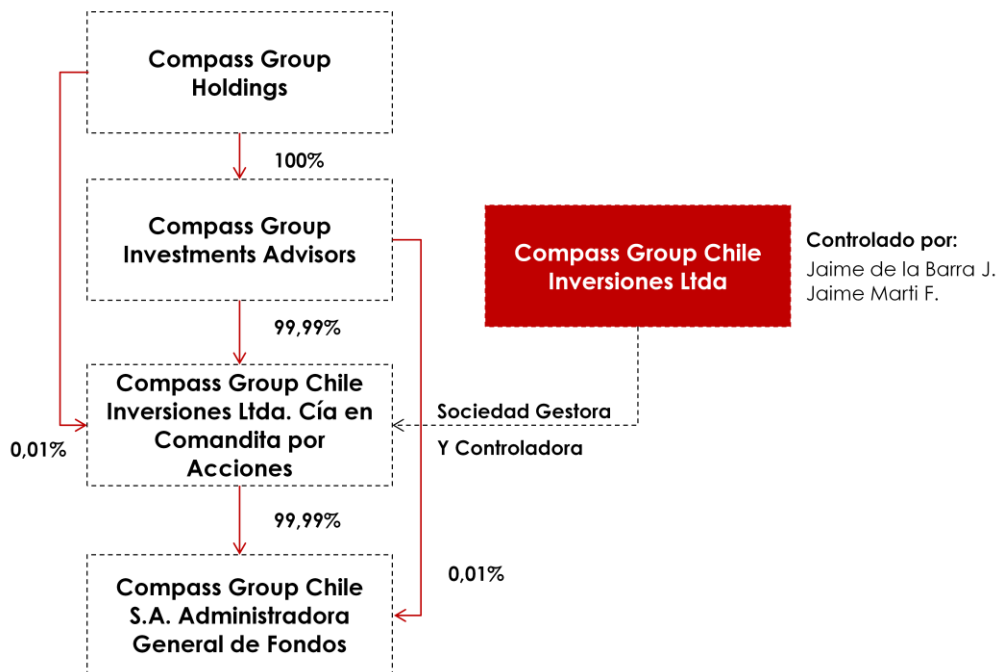 Compass Group
Holdings
100%
Compass Group
Investments Advisors
Compass Group Chile
Inversiones Ltda
Controlado por:
Jaime de la Barra J.
Jaime Marti F.
99,99%
Compass Group Chile
Inversiones Ltda. Cía en
Comandita por
Acciones
Sociedad Gestora
Y Controladora
0,01%
99,99%
0,01%
Compass Group Chile
S.A. Administradora
General de Fondos